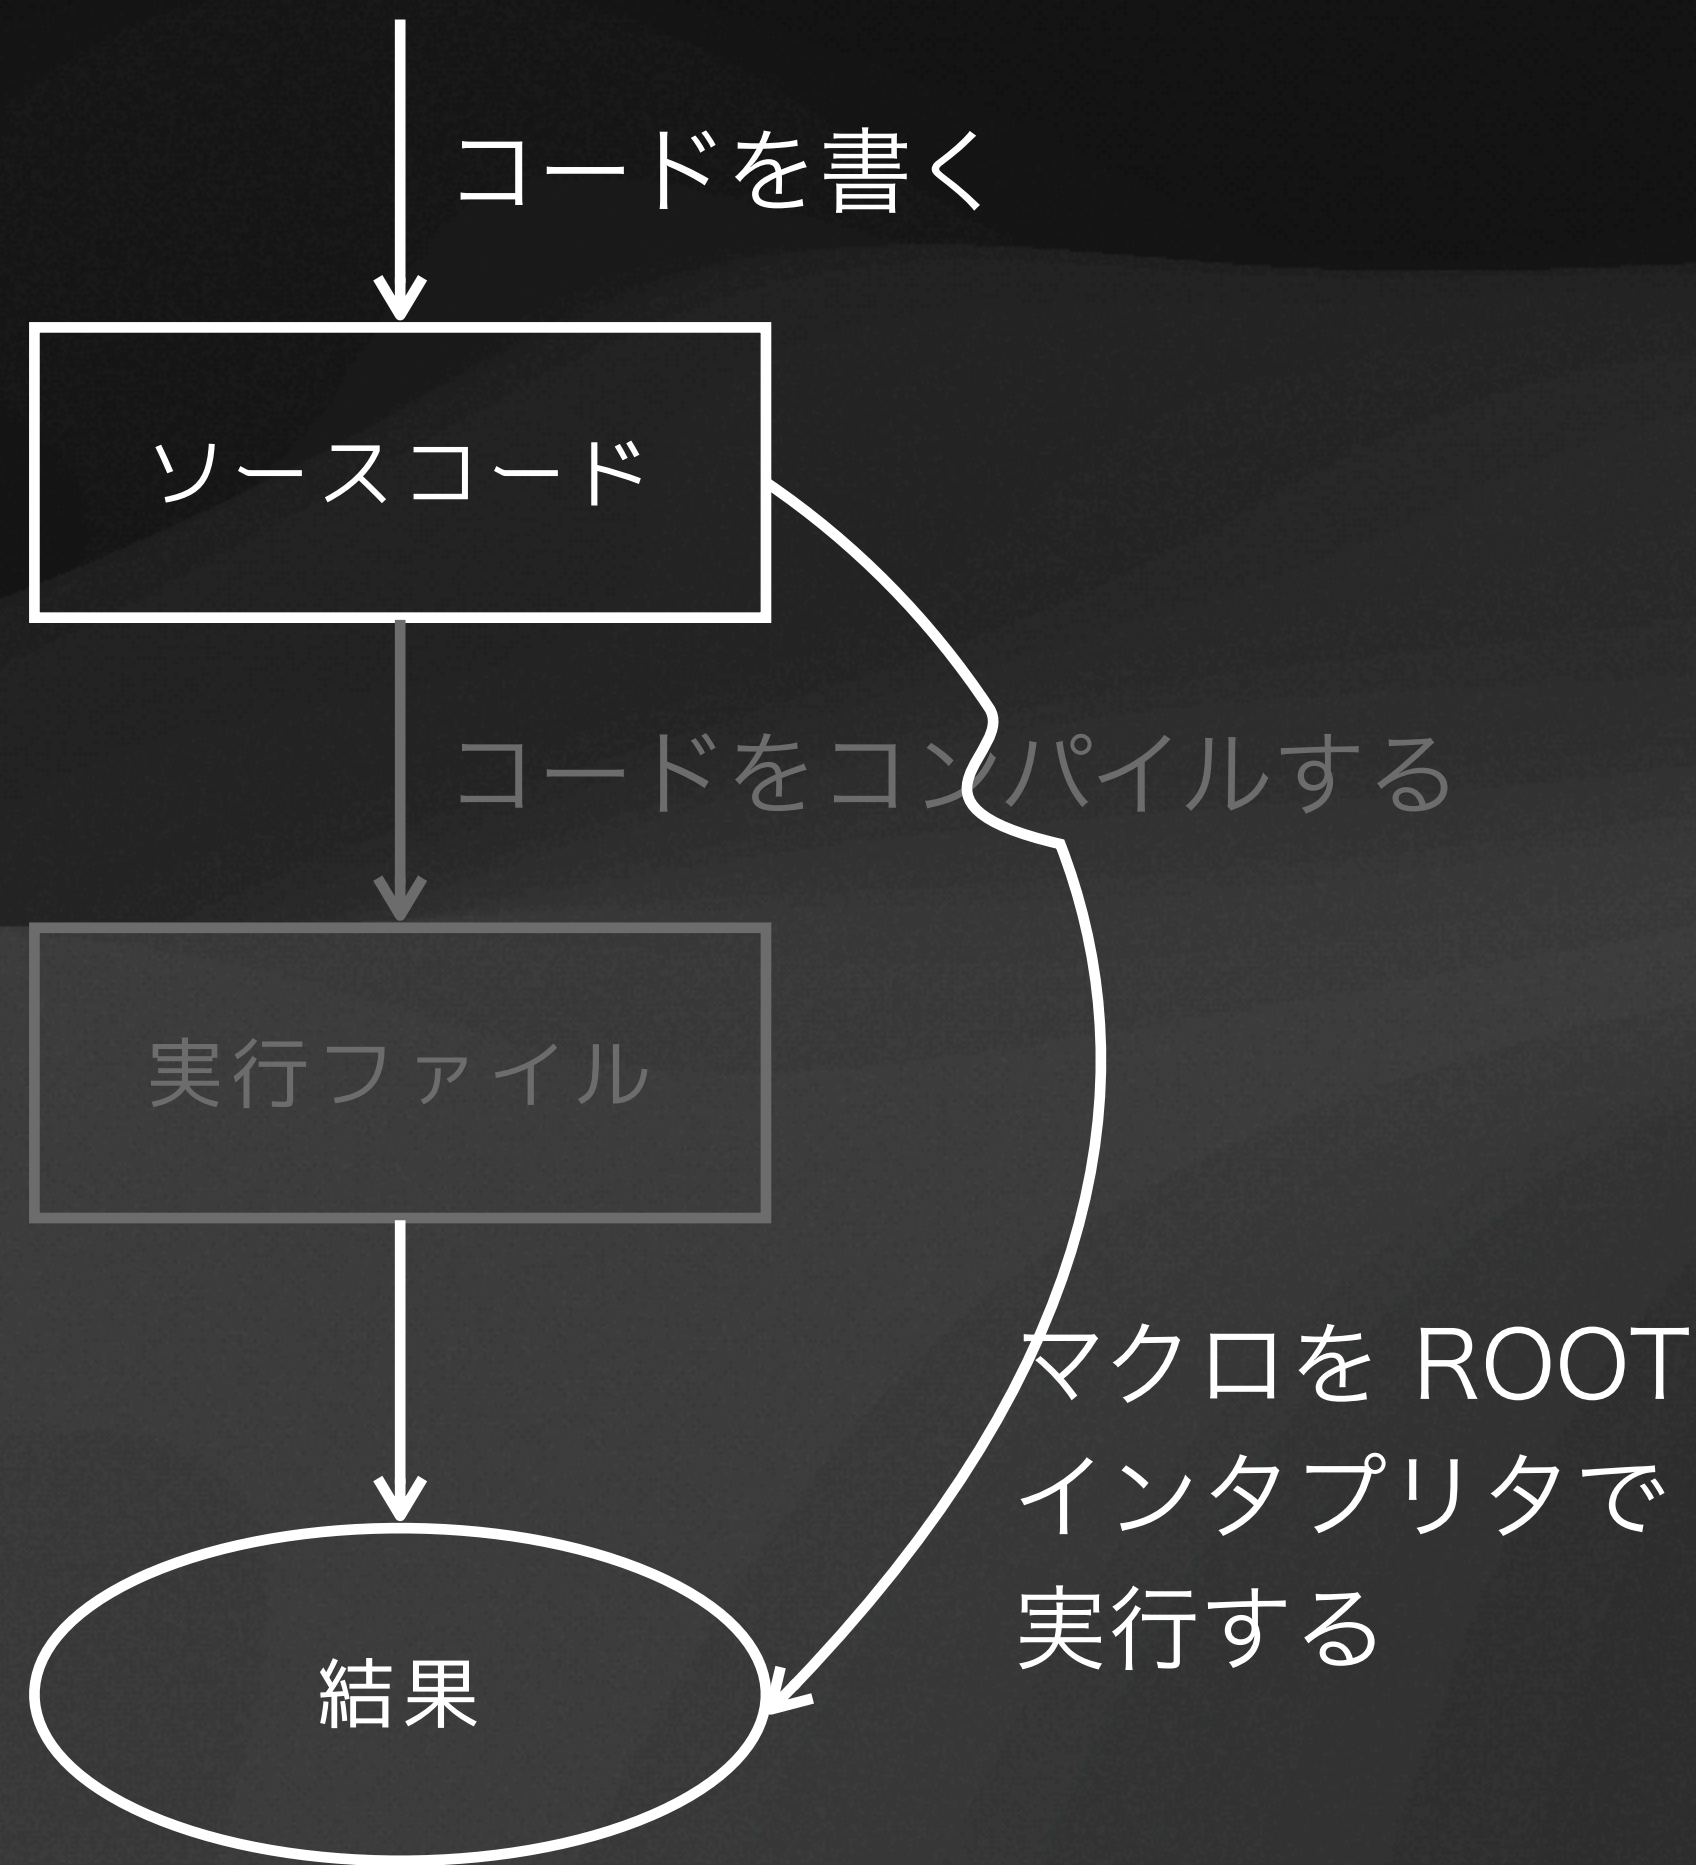 コードを書く
ソースコード
コードをコンパイルする
実行ファイル
マクロを ROOT
インタプリタで
実行する
結果